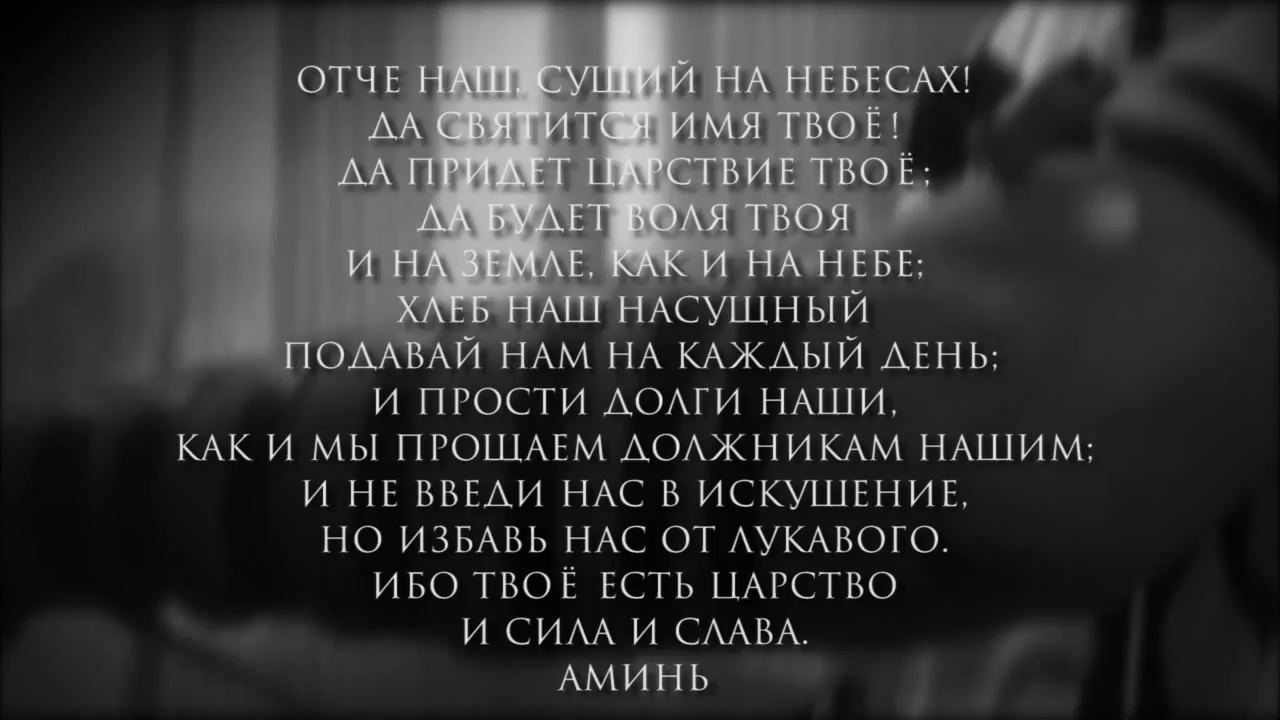 ОТЧЕ НАШ, СУЩИЙ НА НЕБЕСАХ!
ДА СВЯТИТСЯ ИМЯ ТВОЁ!
ДА ПРИДЕТ ЦАРСТВИЕ ТВОЁ;
ДА БУДЕТ ВОЛЯ ТВОЯ
И НА ЗЕМЛЕ, КАК И НА НЕБЕ;
ХЛЕБ НАШ НАСУЩНЫЙ
ПОДАВАЙ НАМ НА КАЖДЫЙ ДЕНЬ;
И ПРОСТИ ДОЛГИ НАШИ,
КАК И МЫ ПРОЩАЕМ ДОЛЖНИКАМ НАШИМ;
И НЕ ВВЕДИ НАС В ИСКУШЕНИЕ,
НО ИЗБАВЬ НАС ОТ ЛУКАВОГО.
ИБО ТВОЁ ЕСТЬ ЦАРСТВО
И СИЛА И СЛАВА.
АМИНЬ